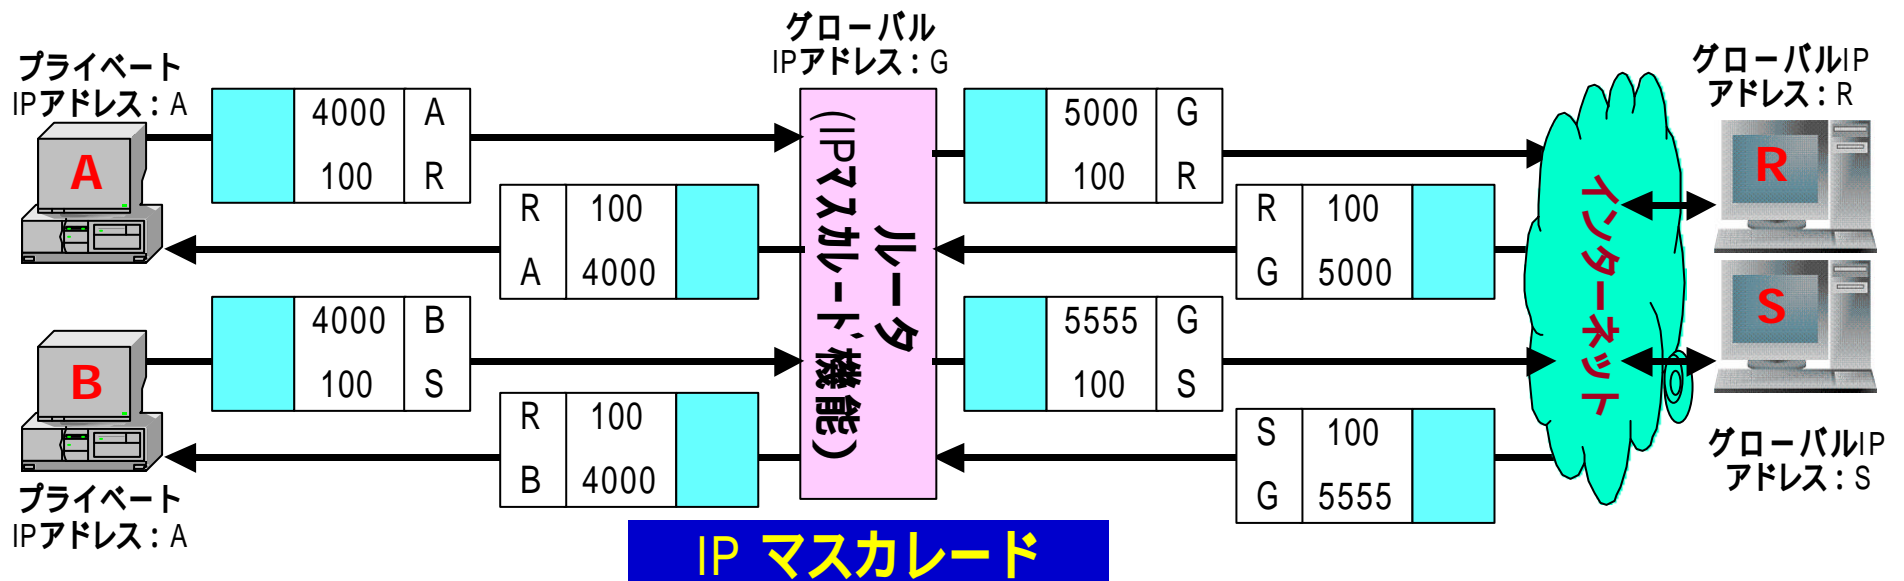 グローバル
IPアドレス：G
プライベート
IPアドレス：A
グローバルIP
アドレス：R
A
4000 A
100 R
R 100
A 4000
5000 G
100 R
R 100
G 5000
R
B
4000 B
100 S
R 100
B 4000
5555 G
100 S
S 100
G 5555
S
ルータ
（IPマスカレード機能）
インターネット
プライベート
IPアドレス：A
グローバルIP
アドレス：S
IP マスカレード